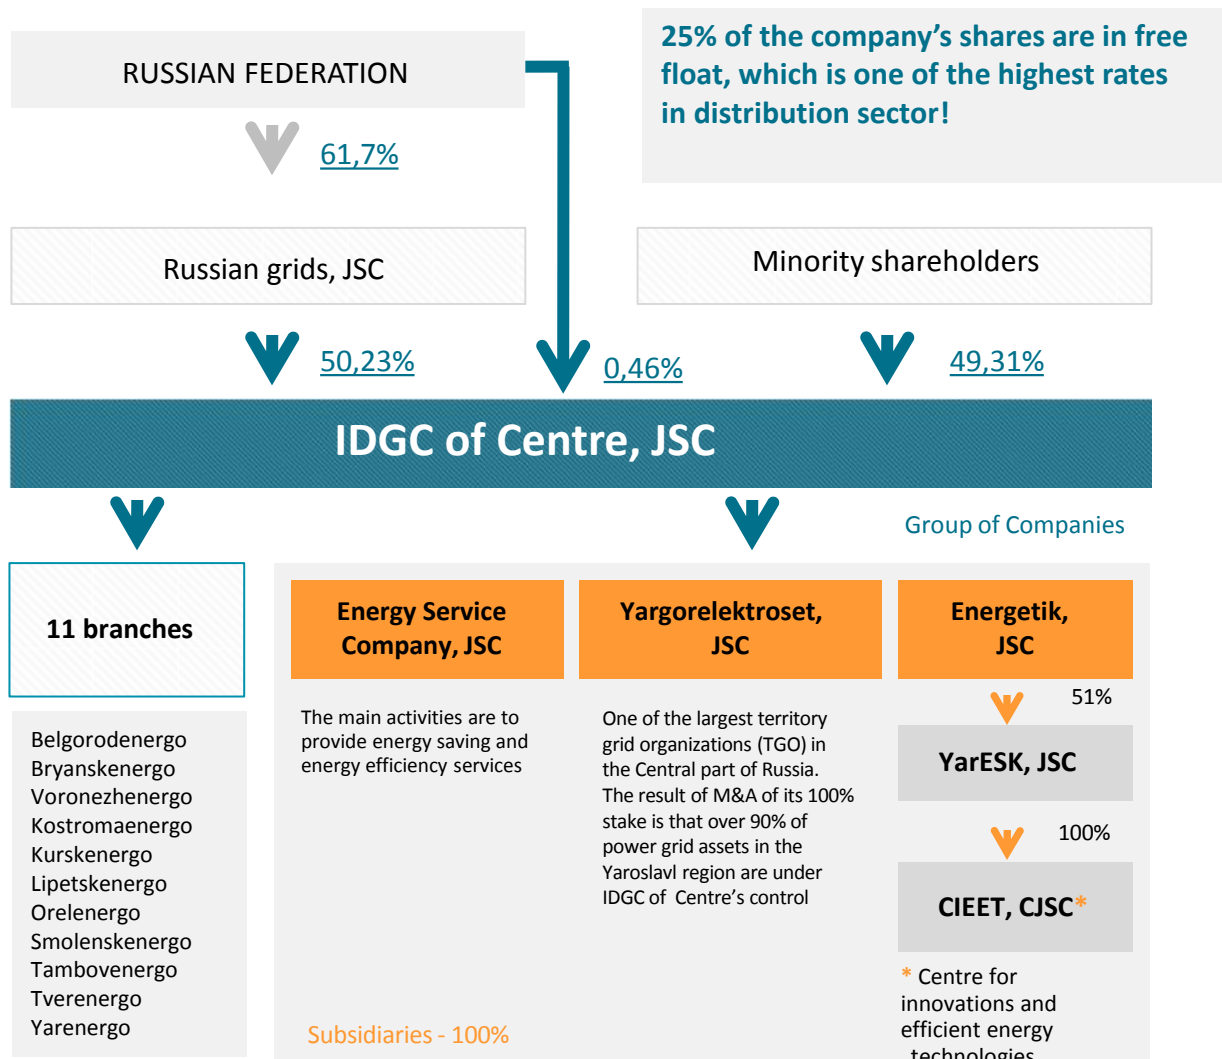 RUSSIAN FEDERATION
25% of the company’s shares are in free
float, which is one of the highest rates
in distribution sector!
61,7%
Russian grids, JSC
Minority shareholders
50,23%
0,46%
49,31%
IDGC of Centre, JSC
Group of Companies
11 branches
Belgorodenergo
Bryanskenergo
Voronezhenergo
Kostromaenergo
Kurskenergo
Lipetskenergo
Orelenergo
Smolenskenergo
Tambovenergo
Tverenergo
Yarenergo
Energy Service
Company, JSC
The main activities are to
provide energy saving and
energy efficiency services
Yargorelektroset,
JSC
One of the largest territory
grid organizations (TGO) in
the Central part of Russia.
The result of M&A of its 100%
stake is that over 90% of
power grid assets in the
Yaroslavl region are under
IDGC of Centre’s control
Energetik,
JSC
51%
YarESK, JSC
100%
CIEET, CJSC*
* Centre for
innovations and
efficient energy
technologies
Subsidiaries - 100%